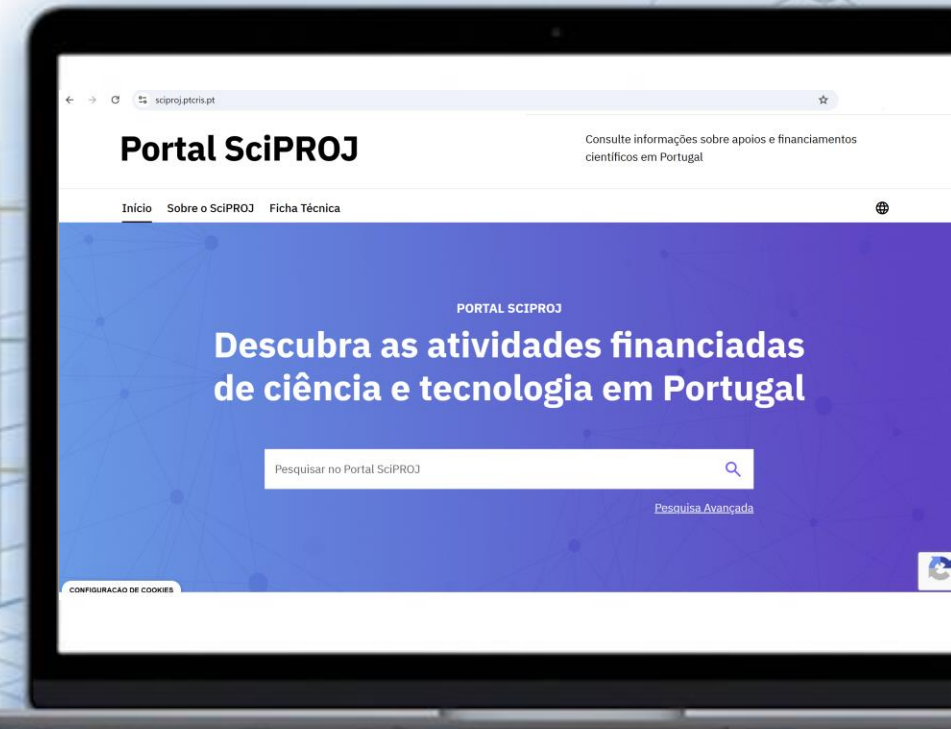 sciproj.ptcris.pt
Portal SciPROJ
Consulte informações sobre apoios e financiamentos
científicos em Portugal
Início Sobre o SciPROJ Ficha Técnica
PORTAL SCIPROJ
Descubra as atividades financiadas
de ciência e tecnologia em Portugal
Pesquisar no Portal SciPROJ
Pesquisa Avançada
CONFIGURACAO DE COOKIES